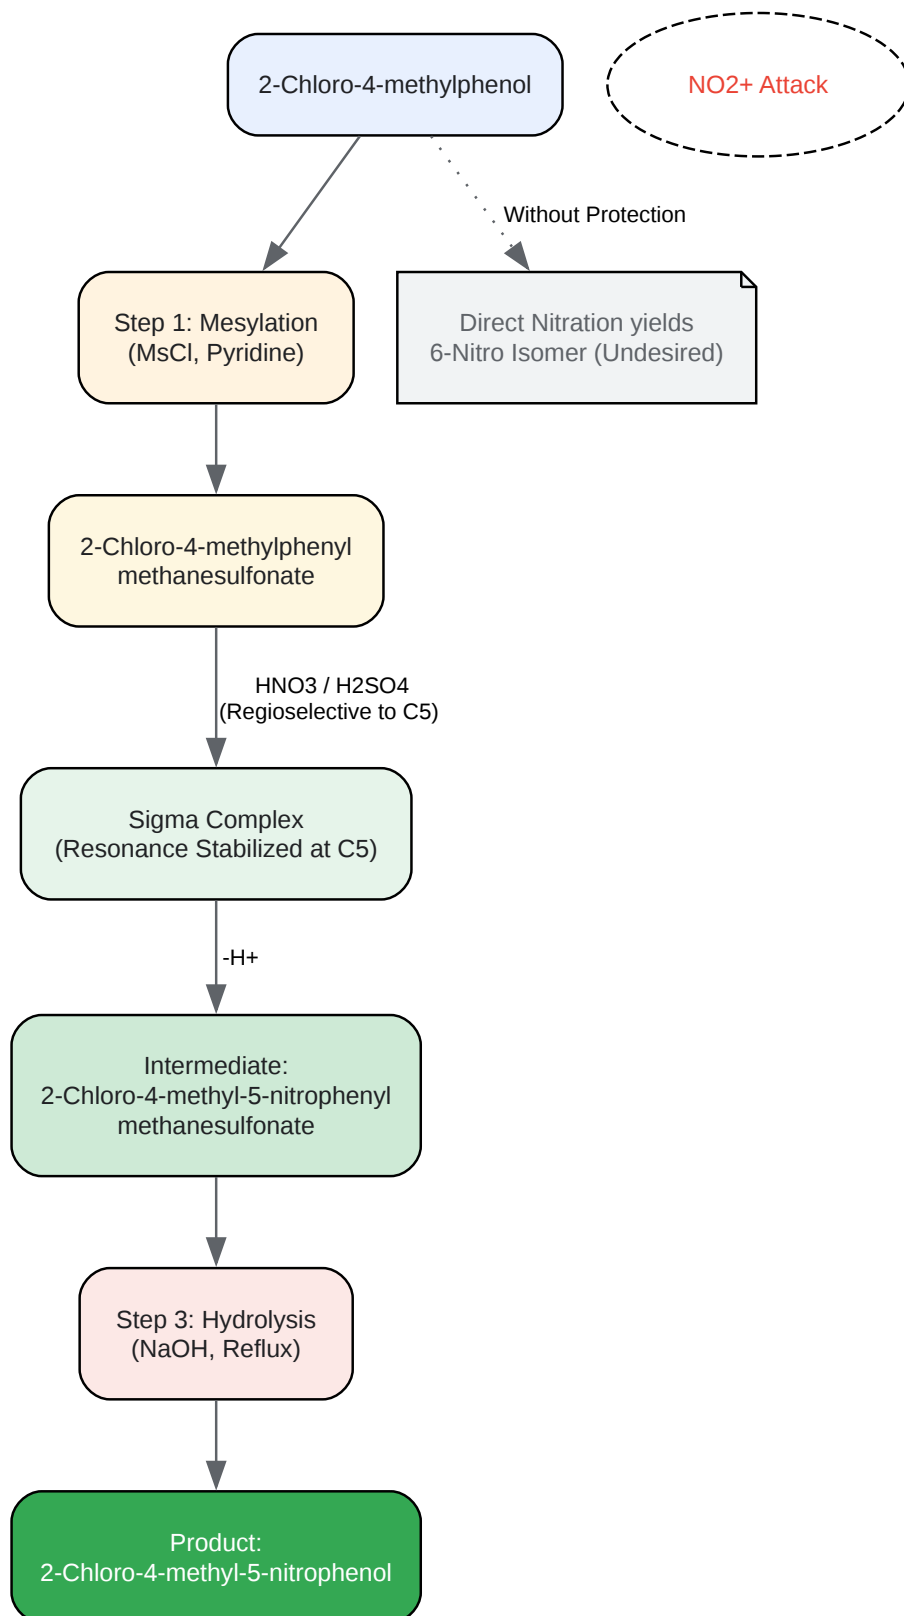 2-Chloro-4-methylphenol
NO2+ Attack
Without Protection
Step 1: Mesylation
(MsCl, Pyridine)
Direct Nitration yields
6-Nitro Isomer (Undesired)
2-Chloro-4-methylphenyl
methanesulfonate
HNO3 / H2SO4
(Regioselective to C5)
Sigma Complex
(Resonance Stabilized at C5)
-H+
Intermediate:
2-Chloro-4-methyl-5-nitrophenyl
methanesulfonate
Step 3: Hydrolysis
(NaOH, Reflux)
Product:
2-Chloro-4-methyl-5-nitrophenol